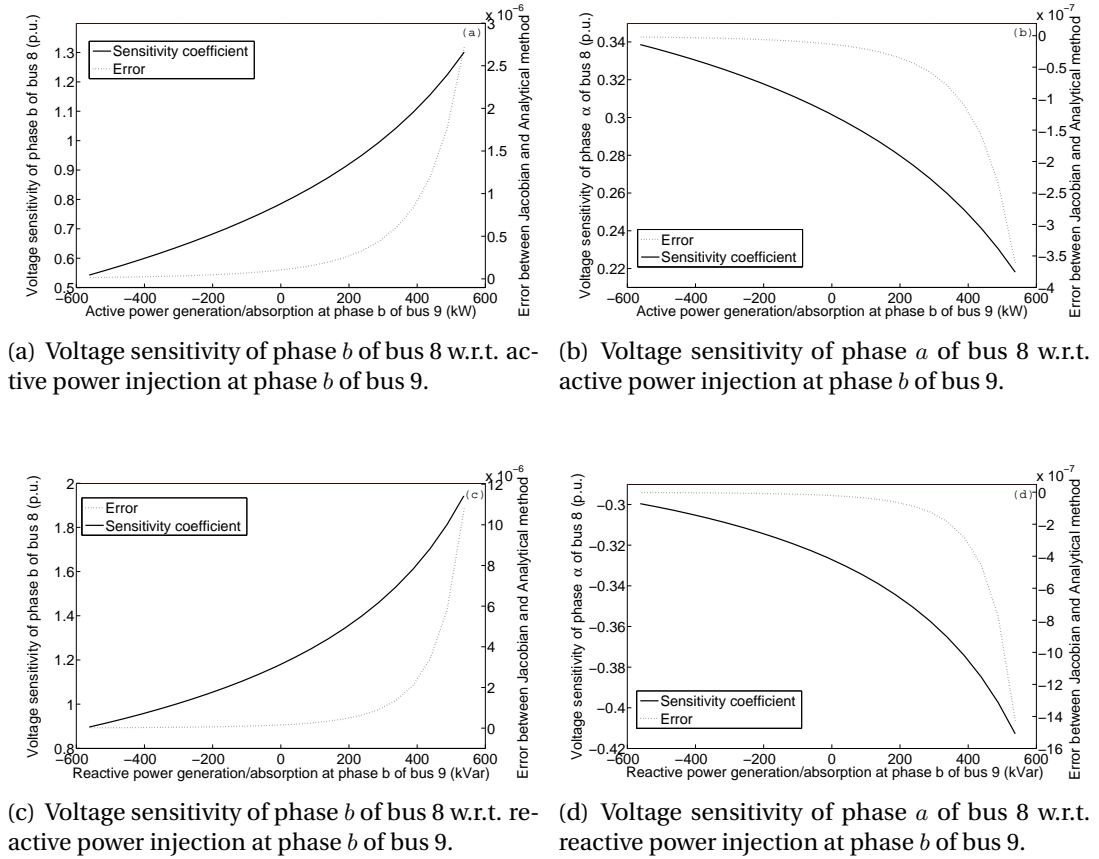 x 10⁻⁶
(a)
Voltage sensitivity of phase b of bus 8 (p.u.)
1.3
1.2
1.1
1
0.9
0.8
0.7
0.6
0.5
Sensitivity coefficient
Error
3
2.5
2
1.5
1
0.5
0
Error between Jacobian and Analytical method
−600 −400 −200 0 200 400 600
Active power generation/absorption at phase b of bus 9 (kW)
(a) Voltage sensitivity of phase b of bus 8 w.r.t. ac-
tive power injection at phase b of bus 9.
x 10⁻⁷
(b)
Voltage sensitivity of phase α of bus 8 (p.u.)
0.34
0.32
0.3
0.28
0.26
0.24
0.22
Error
Sensitivity coefficient
0
−0.5
−1
−1.5
−2
−2.5
−3
−3.5
−4
Error between Jacobian and Analytical method
−600 −400 −200 0 200 400 600
Active power generation/absorption at phase b of bus 9 (kW)
(b) Voltage sensitivity of phase a of bus 8 w.r.t.
active power injection at phase b of bus 9.
x 10⁻⁶
(c)
Voltage sensitivity of phase b of bus 8 (p.u.)
2
1.8
1.6
1.4
1.2
1
0.8
Error
Sensitivity coefficient
12
10
8
6
4
2
0
Error between Jacobian and Analytical method
−600 −400 −200 0 200 400 600
Reactive power generation/absorption at phase b of bus 9 (kVar)
(c) Voltage sensitivity of phase b of bus 8 w.r.t. re-
active power injection at phase b of bus 9.
x 10⁻⁷
(d)
Voltage sensitivity of phase α of bus 8 (p.u.)
−0.3
−0.32
−0.34
−0.36
−0.38
−0.4
−0.42
Sensitivity coefficient
Error
0
−2
−4
−6
−8
−10
−12
−14
−16
Error between Jacobian and Analytical method
−600 −400 −200 0 200 400 600
Reactive power generation/absorption at phase b of bus 9 (kVar)
(d) Voltage sensitivity of phase a of bus 8 w.r.t.
reactive power injection at phase b of bus 9.